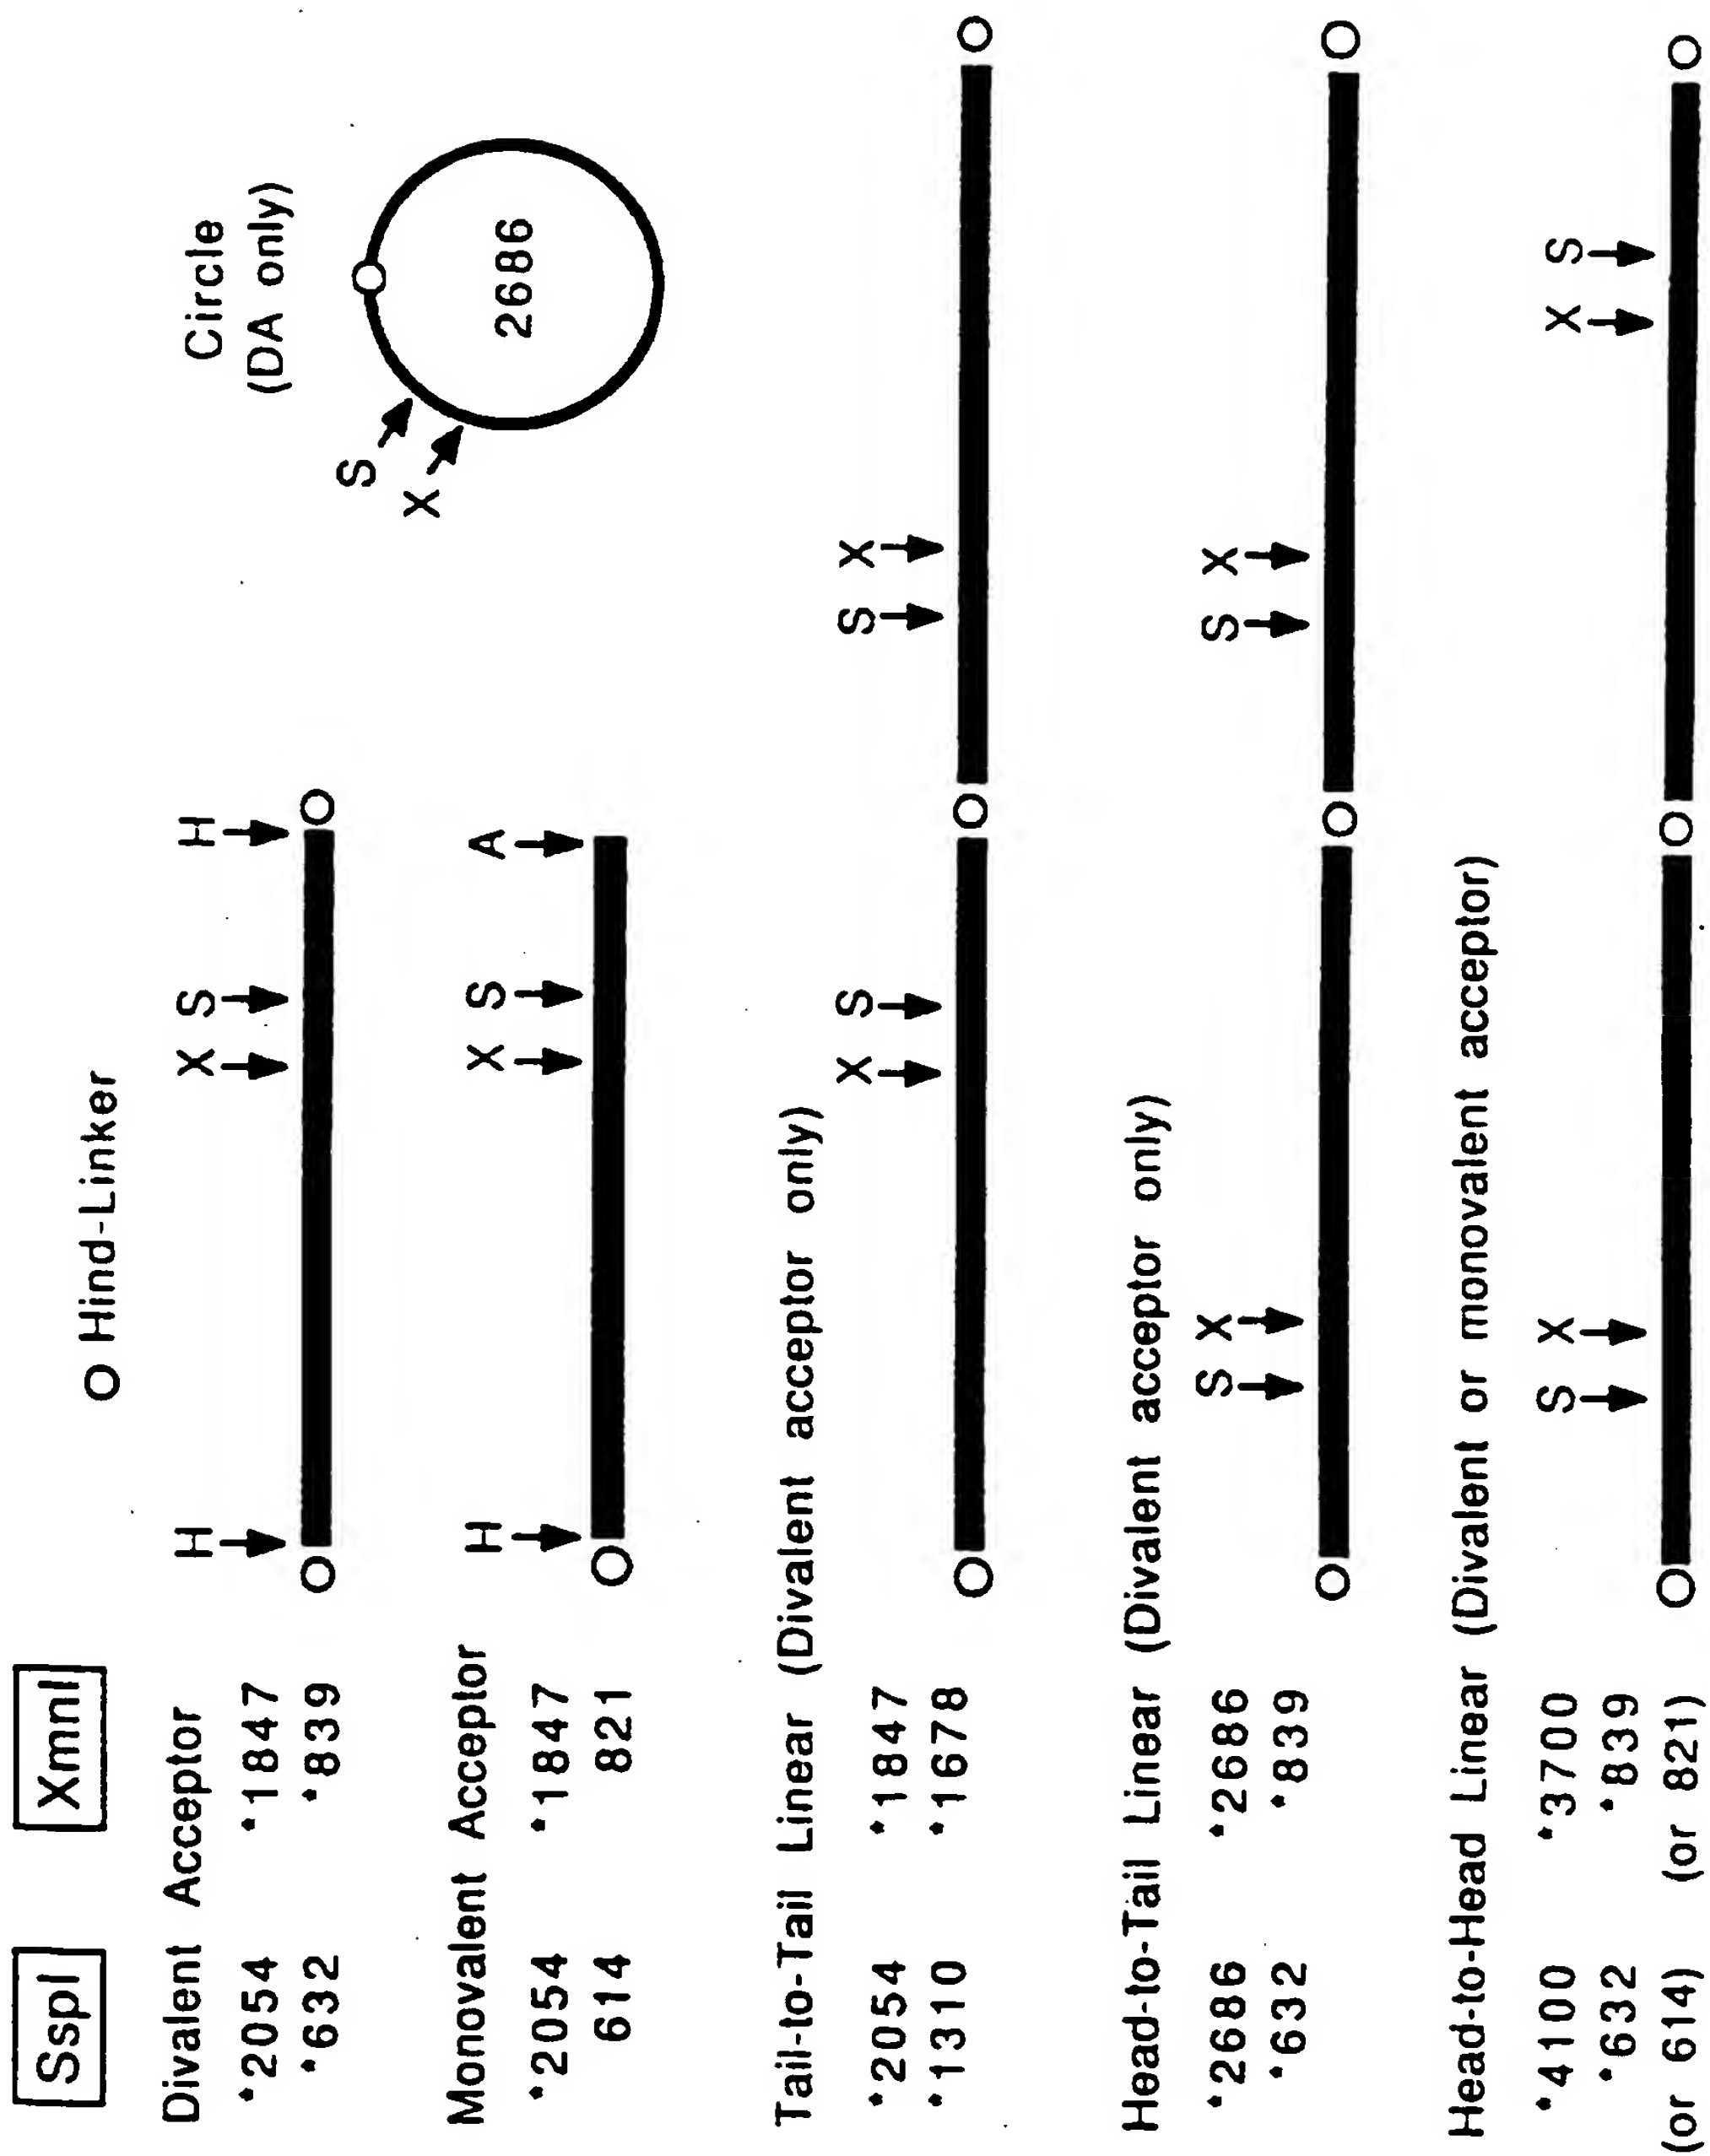 SspI XmnI
O Hind-Linker
Divalent Acceptor
*2054 *1847
*632 *839
H X S H
Circle
(DA only)
S
X
2686
Monovalent Acceptor
*2054 *1847
614 821
H X S A
Tail-to-Tail Linear (Divalent acceptor only)
*2054 *1847
*1310 *1678
X S S X
Head-to-Tail Linear (Divalent acceptor only)
*2686 *2686
*632 *839
S X S X
Head-to-Head Linear (Divalent or monovalent acceptor)
*4100 *3700
*632 *839
(or 614) (or 821)
S X X S